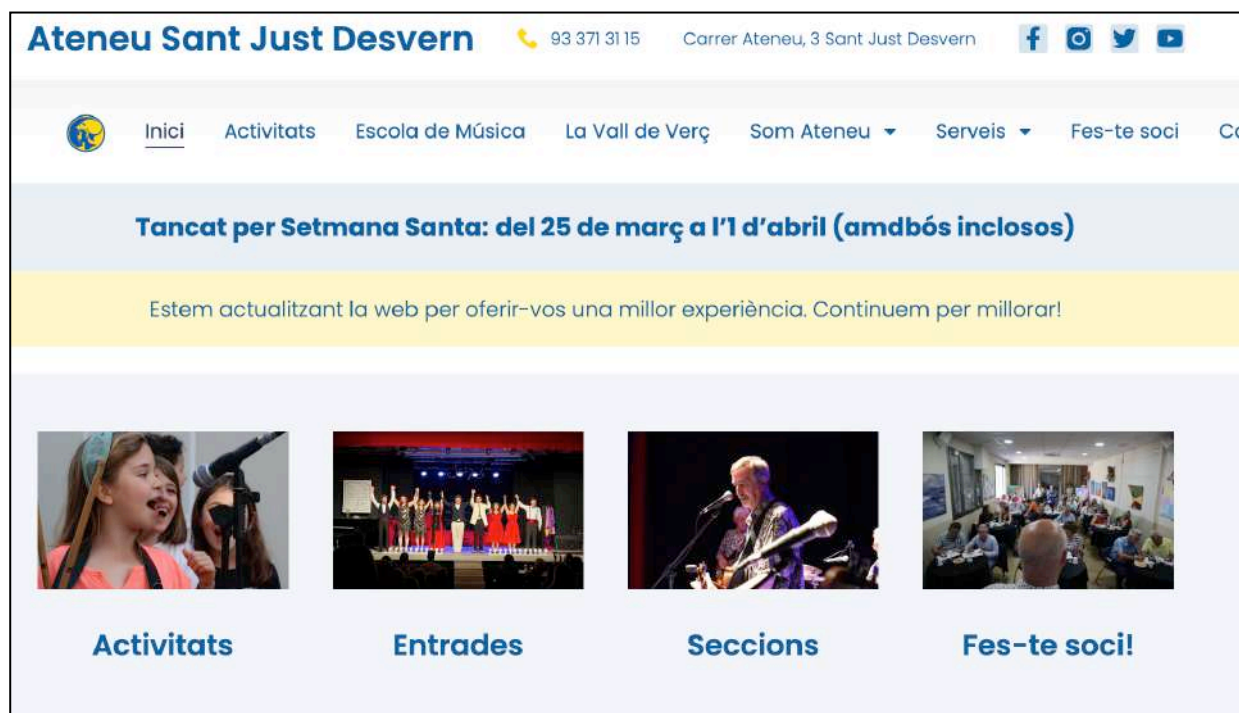 Ateneu Sant Just Desvern 93 371 31 15 Carrer Ateneu, 3 Sant Just Desvern
Inici Activitats Escola de Música La Vall de Verç Som Ateneu Serveis Fes-te soci Co
Tancat per Setmana Santa: del 25 de març a l’1 d’abril (amdbós inclosos)
Estem actualitzant la web per oferir-vos una millor experiència. Continuem per millorar!
Activitats Entrades Seccions Fes-te soci!